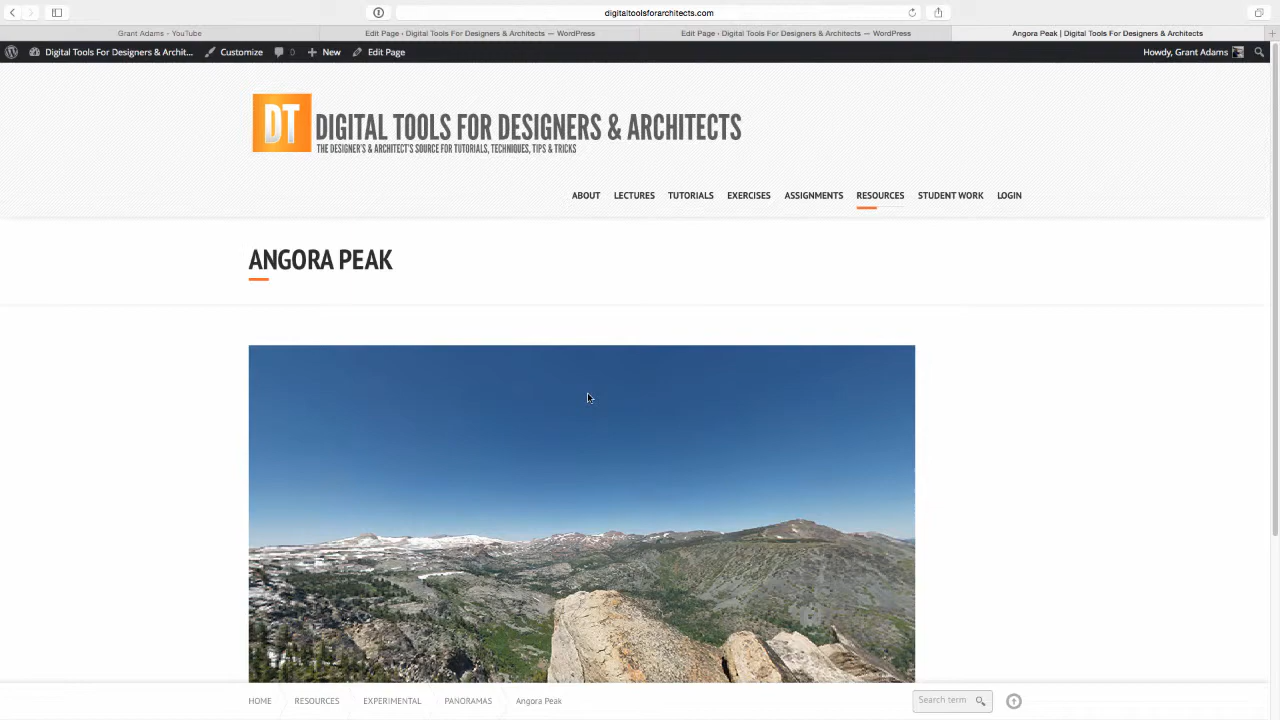 digitaltoolsforarchitects.com
Grant Adams - YouTube
Edit Page ‹ Digital Tools For Designers & Architects — WordPress
Edit Page ‹ Digital Tools For Designers & Architects — WordPress
Angora Peak | Digital Tools For Designers & Architects
Digital Tools For Designers & Archit...
Customize
0
New
Edit Page
Howdy, Grant Adams
DT
DIGITAL TOOLS FOR DESIGNERS & ARCHITECTS
THE DESIGNER'S & ARCHITECT'S SOURCE FOR TUTORIALS, TECHNIQUES, TIPS & TRICKS
ABOUT LECTURES TUTORIALS EXERCISES ASSIGNMENTS RESOURCES STUDENT WORK LOGIN
ANGORA PEAK
HOME RESOURCES EXPERIMENTAL PANORAMAS Angora Peak
Search term